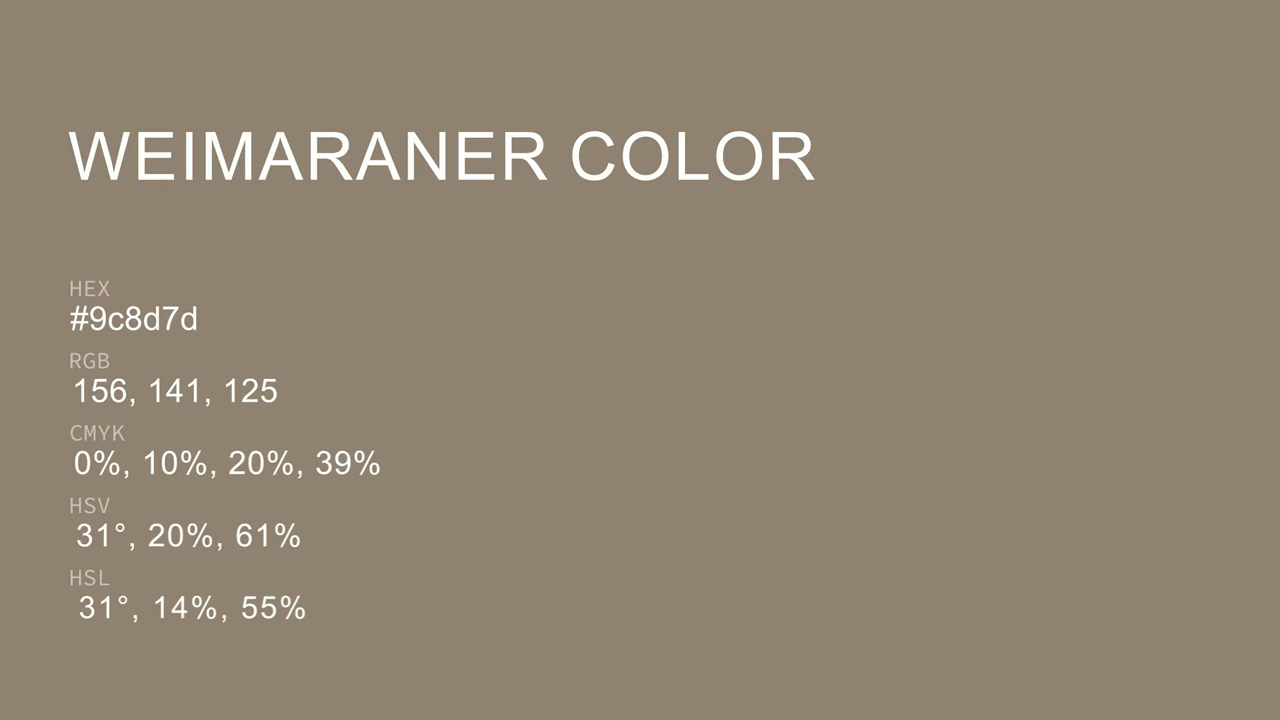 WEIMARANER COLOR
HEX
#9c8d7d
RGB
156, 141, 125
CMYK
0%, 10%, 20%, 39%
HSV
31°, 20%, 61%
HSL
31°, 14%, 55%